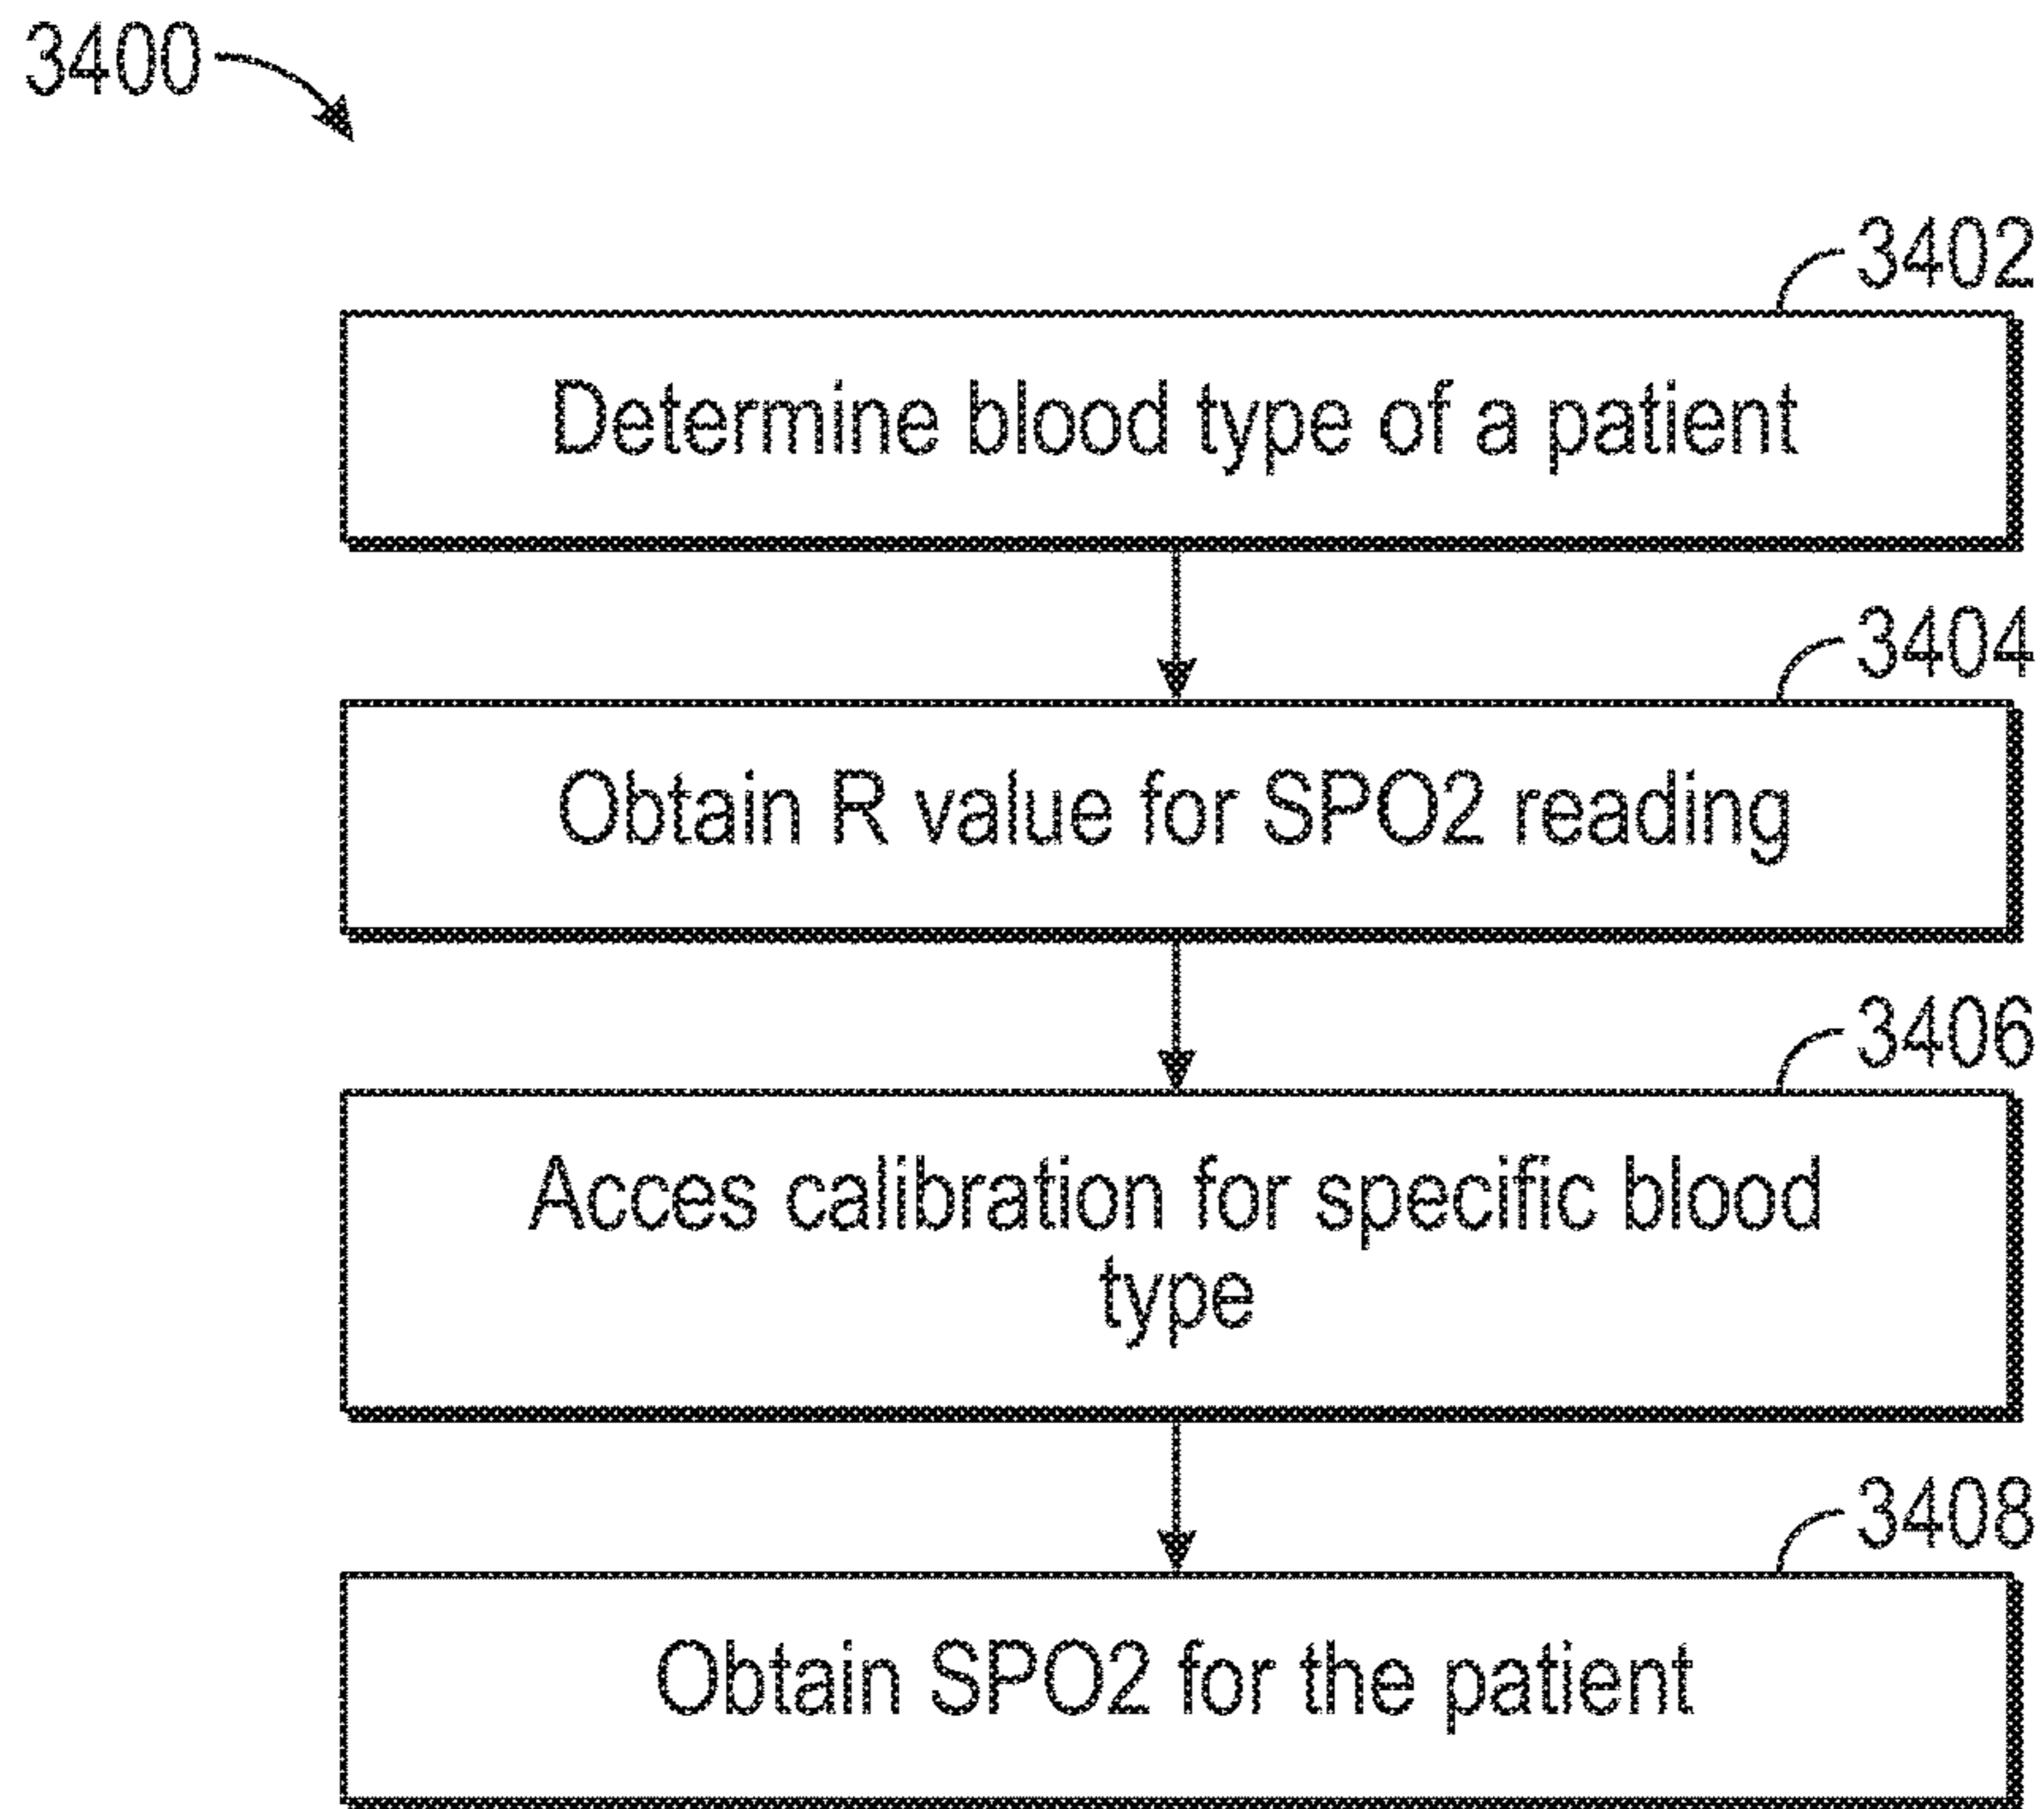 3400
3402
Determine blood type of a patient
3404
Obtain R value for SPO2 reading
3406
Acces calibration for specific blood
type
3408
Obtain SPO2 for the patient